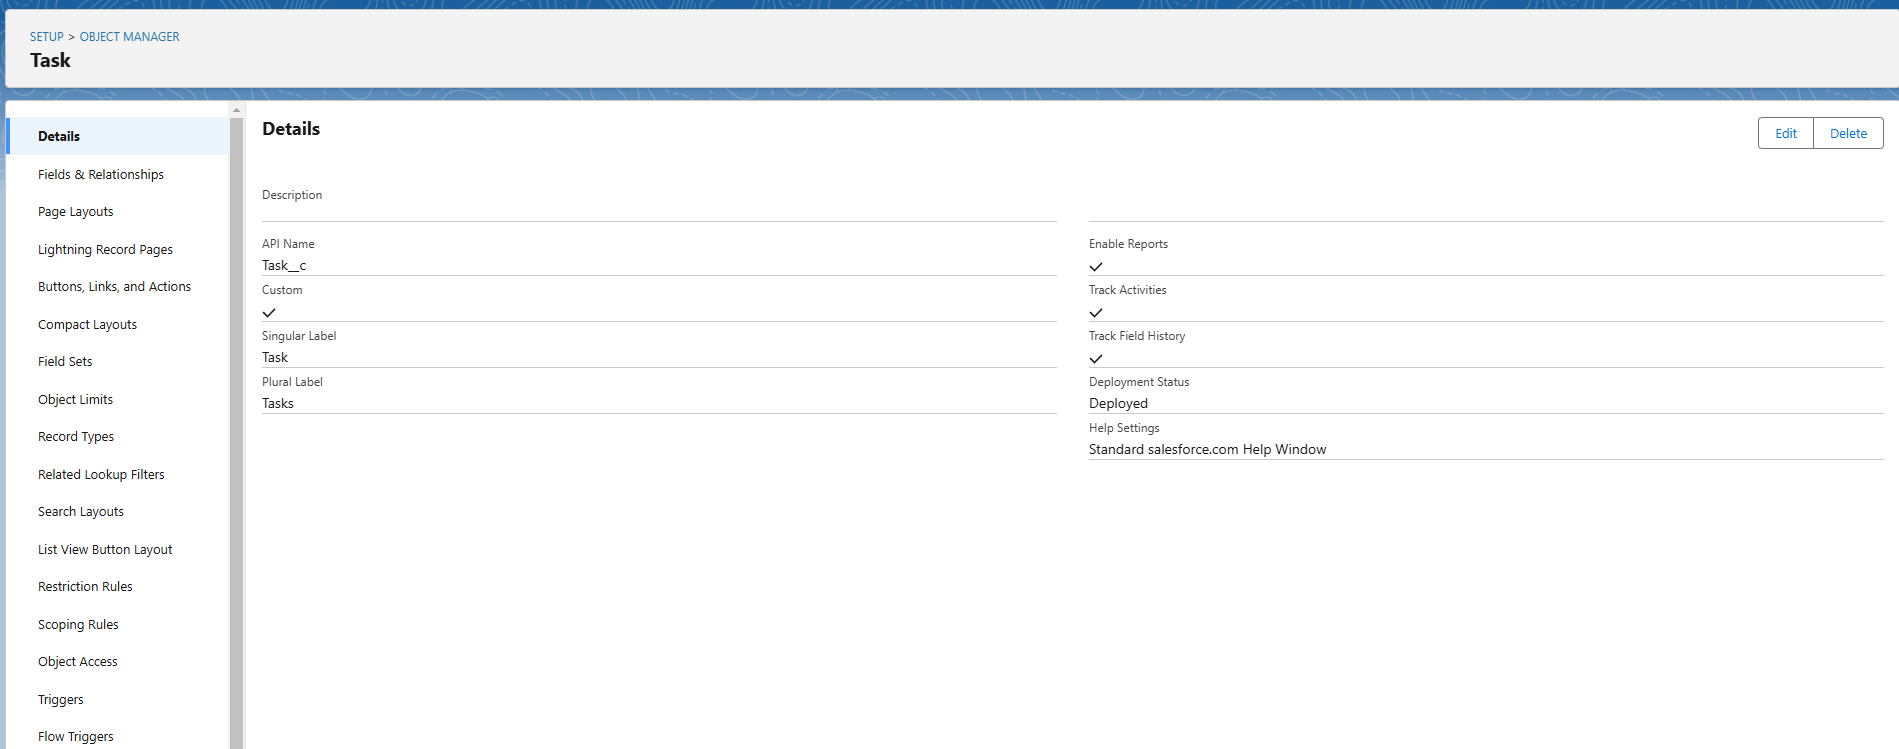 SETUP > OBJECT MANAGER
Task
Details
Fields & Relationships
Page Layouts
Lightning Record Pages
Buttons, Links, and Actions
Compact Layouts
Field Sets
Object Limits
Record Types
Related Lookup Filters
Search Layouts
List View Button Layout
Restriction Rules
Scoping Rules
Object Access
Triggers
Flow Triggers
Details
Edit Delete
Description
API Name
Task__c
Custom
Singular Label
Task
Plural Label
Tasks
Enable Reports
Track Activities
Track Field History
Deployment Status
Deployed
Help Settings
Standard salesforce.com Help Window